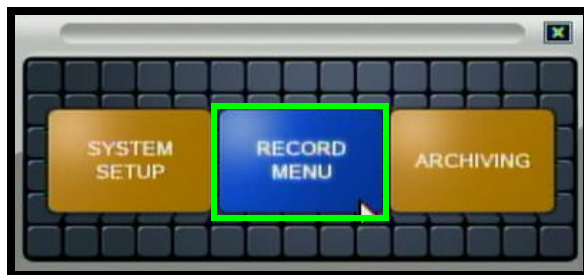 SYSTEM
SETUP
RECORD
MENU
ARCHIVING